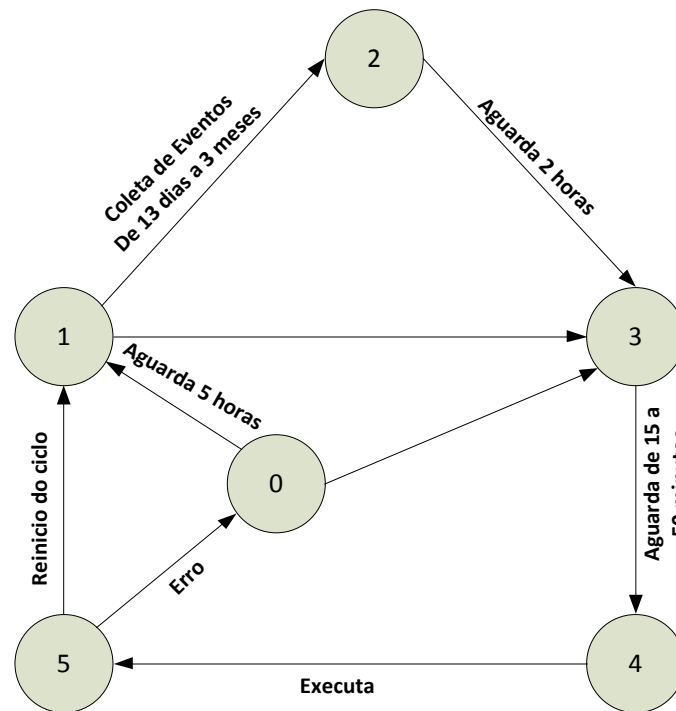 2
Coleta de Eventos
De 13 dias a 3 meses
Aguarda 2 horas
1
3
Aguarda 5 horas
0
Reinicio do ciclo
Erro
Aguarda de 15 a
5
4
Executa